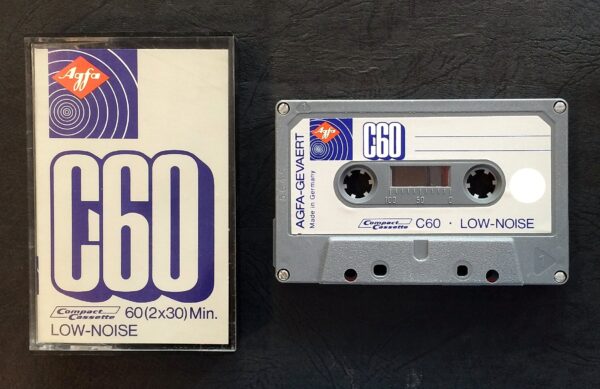 Agfa
C60
Compact
Cassette
60(2x30)Min.
LOW-NOISE
Agfa
C60
AGFA-GEVAERT
Made in Germany
100 50 0
Compact
Cassette
C60 · LOW-NOISE